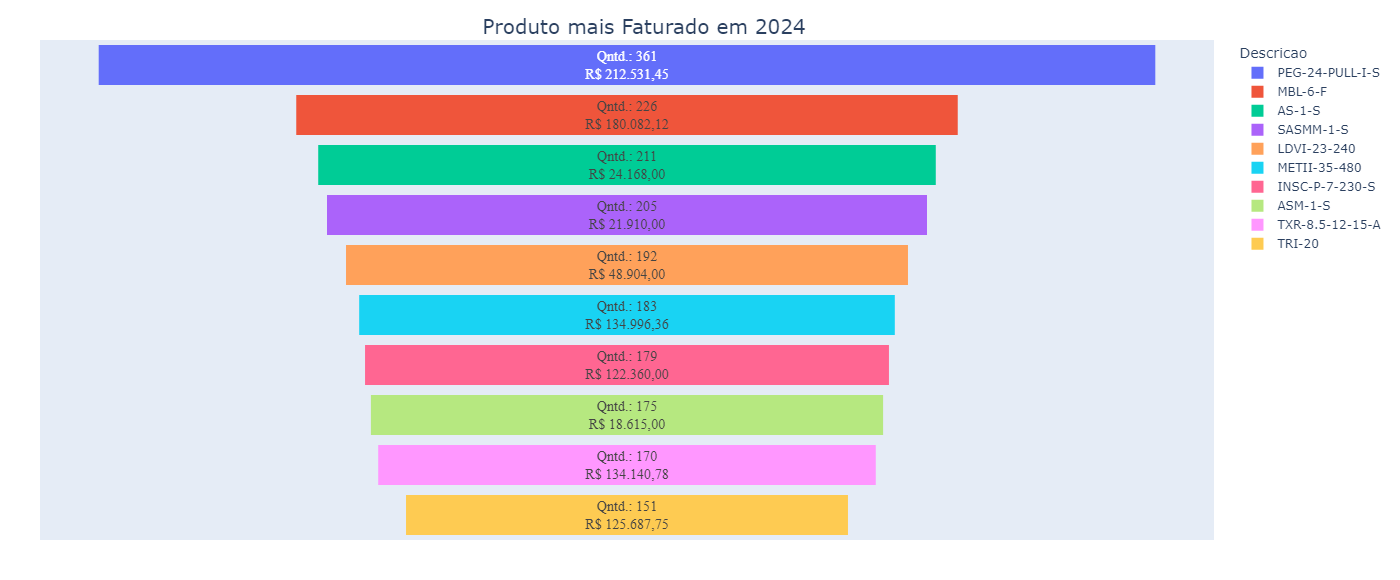 Produto mais Faturado em 2024
Qntd.: 361
R$ 212.531,45
Qntd.: 226
R$ 180.082,12
Qntd.: 211
R$ 24.168,00
Qntd.: 205
R$ 21.910,00
Qntd.: 192
R$ 48.904,00
Qntd.: 183
R$ 134.996,36
Qntd.: 179
R$ 122.360,00
Qntd.: 175
R$ 18.615,00
Qntd.: 170
R$ 134.140,78
Qntd.: 151
R$ 125.687,75
Descricao
PEG-24-PULL-I-S
MBL-6-F
AS-1-S
SASMM-1-S
LDVI-23-240
METII-35-480
INSC-P-7-230-S
ASM-1-S
TXR-8.5-12-15-A
TRI-20